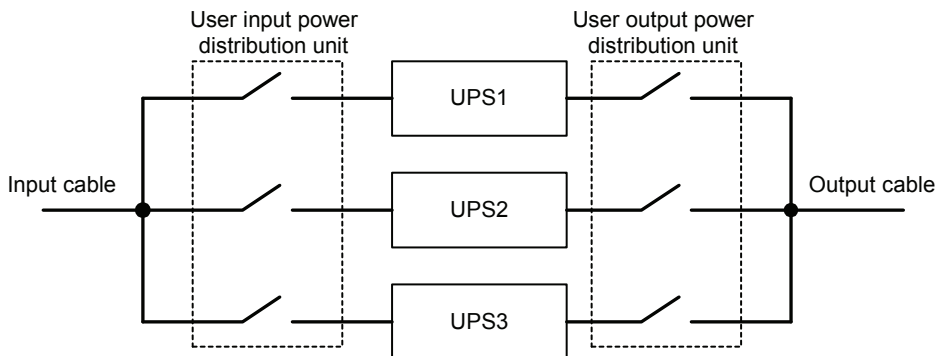 User input power
distribution unit
User output power
distribution unit
UPS1
Input cable
UPS2
Output cable
UPS3